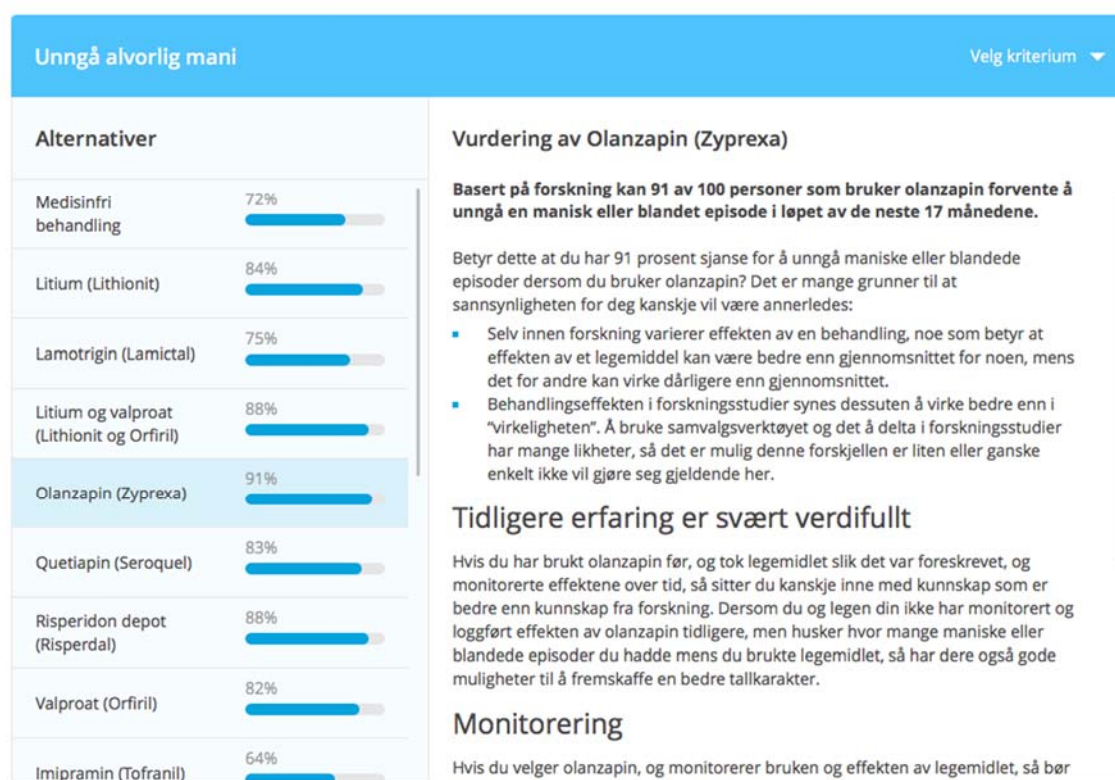 Unngå alvorlig mani
Velg kriterium
Alternativer
Medisinfri
behandling
72%
Litium (Lithionit)
84%
Lamotrigin (Lamictal)
75%
Litium og valproat
(Lithionit og Orfiril)
88%
Olanzapin (Zyprexa)
91%
Quetiapin (Seroquel)
83%
Risperidon depot
(Risperdal)
88%
Valproat (Orfiril)
82%
Imipramin (Tofranil)
64%
Vurdering av Olanzapin (Zyprexa)
Basert på forskning kan 91 av 100 personer som bruker olanzapin forvente å
unngå en manisk eller blandet episode i løpet av de neste 17 månedene.
Betyr dette at du har 91 prosent sjanse for å unngå maniske eller blandede
episoder dersom du bruker olanzapin? Det er mange grunner til at
sannsynligheten for deg kanskje vil være annerledes:
Selv innen forskning varierer effekten av en behandling, noe som betyr at
effekten av et legemiddel kan være bedre enn gjennomsnittet for noen, mens
det for andre kan virke dårligere enn gjennomsnittet.
Behandlingseffekten i forskningsstudier synes dessuten å virke bedre enn i
“virkeligheten”. Å bruke samvalgsverktøyet og det å delta i forskningsstudier
har mange likheter, så det er mulig denne forskjellen er liten eller ganske
enkelt ikke vil gjøre seg gjeldende her.
Tidligere erfaring er svært verdifullt
Hvis du har brukt olanzapin før, og tok legemidlet slik det var foreskrevet, og
monitorerte effektene over tid, så sitter du kanskje inne med kunnskap som er
bedre enn kunnskap fra forskning. Dersom du og legen din ikke har monitorert og
loggført effekten av olanzapin tidligere, men husker hvor mange maniske eller
blandede episoder du hadde mens du brukte legemidlet, så har dere også gode
muligheter til å fremskaffe en bedre tallkarakter.
Monitorering
Hvis du velger olanzapin, og monitorerer bruken og effekten av legemidlet, så bør